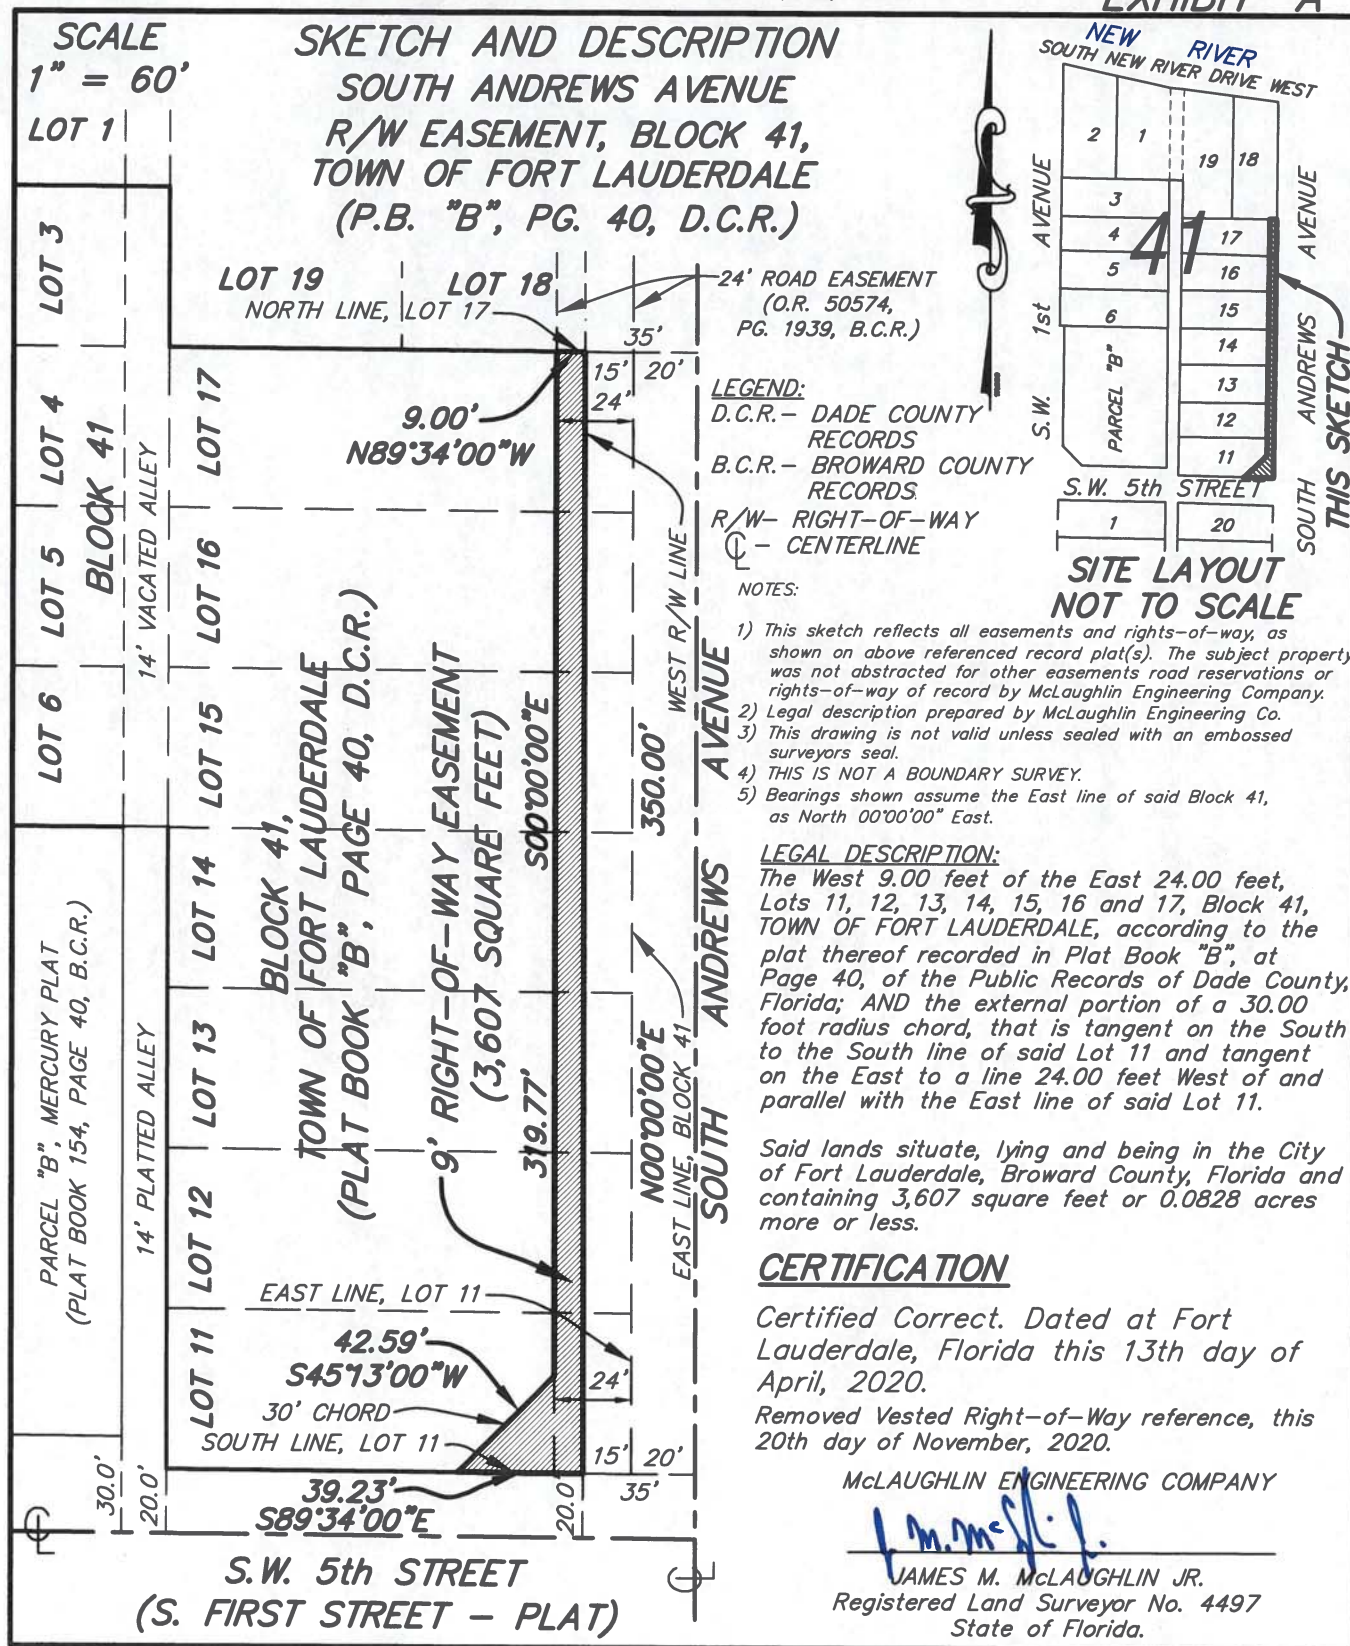 EXHIBIT "A"
SCALE
1" = 60'
SKETCH AND DESCRIPTION
SOUTH ANDREWS AVENUE
R/W EASEMENT, BLOCK 41,
TOWN OF FORT LAUDERDALE
(P.B. "B", PG. 40, D.C.R.)
NEW RIVER
SOUTH NEW RIVER DRIVE WEST
2
1
19
18
3
4
5
6
41
17
16
15
14
13
12
11
PARCEL "B"
S.W. 1st AVENUE
SOUTH ANDREWS AVENUE
THIS SKETCH
S.W. 5th STREET
1
20
SITE LAYOUT
NOT TO SCALE
LOT 1
LOT 3
LOT 4
LOT 5
LOT 6
BLOCK 41
14' VACATED ALLEY
LOT 19
LOT 18
NORTH LINE, LOT 17
24' ROAD EASEMENT
(O.R. 50574,
PG. 1939, B.C.R.)
35'
15'
20'
24'
9.00'
N89°34'00"W
LOT 17
LOT 16
LOT 15
LOT 14
LOT 13
LOT 12
LOT 11
BLOCK 41,
TOWN OF FORT LAUDERDALE
(PLAT BOOK "B", PAGE 40, D.C.R.)
9' RIGHT-OF-WAY EASEMENT
(3,607 SQUARE FEET)
319.77'
S00°00'00"E
350.00'
N00°00'00"E
WEST R/W LINE
EAST LINE, BLOCK 41
SOUTH ANDREWS AVENUE
PARCEL "B", MERCURY PLAT
(PLAT BOOK 154, PAGE 40, B.C.R.)
14' PLATTED ALLEY
EAST LINE, LOT 11
42.59'
S45°13'00"W
30' CHORD
SOUTH LINE, LOT 11
24'
15'
20'
35'
39.23'
S89°34'00"E
30.0'
20.0'
20.0'
S.W. 5th STREET
(S. FIRST STREET - PLAT)
LEGEND:
D.C.R.- DADE COUNTY
RECORDS
B.C.R.- BROWARD COUNTY
RECORDS
R/W- RIGHT-OF-WAY
℄ - CENTERLINE
NOTES:
1) This sketch reflects all easements and rights-of-way, as
shown on above referenced record plat(s). The subject property
was not abstracted for other easements road reservations or
rights-of-way of record by McLaughlin Engineering Company.
2) Legal description prepared by McLaughlin Engineering Co.
3) This drawing is not valid unless sealed with an embossed
surveyors seal.
4) THIS IS NOT A BOUNDARY SURVEY.
5) Bearings shown assume the East line of said Block 41,
as North 00°00'00" East.
LEGAL DESCRIPTION:
The West 9.00 feet of the East 24.00 feet,
Lots 11, 12, 13, 14, 15, 16 and 17, Block 41,
TOWN OF FORT LAUDERDALE, according to the
plat thereof recorded in Plat Book "B", at
Page 40, of the Public Records of Dade County,
Florida; AND the external portion of a 30.00
foot radius chord, that is tangent on the South
to the South line of said Lot 11 and tangent
on the East to a line 24.00 feet West of and
parallel with the East line of said Lot 11.
Said lands situate, lying and being in the City
of Fort Lauderdale, Broward County, Florida and
containing 3,607 square feet or 0.0828 acres
more or less.
CERTIFICATION
Certified Correct. Dated at Fort
Lauderdale, Florida this 13th day of
April, 2020.
Removed Vested Right-of-Way reference, this
20th day of November, 2020.
McLAUGHLIN ENGINEERING COMPANY
JAMES M. McLAUGHLIN JR.
Registered Land Surveyor No. 4497
State of Florida.